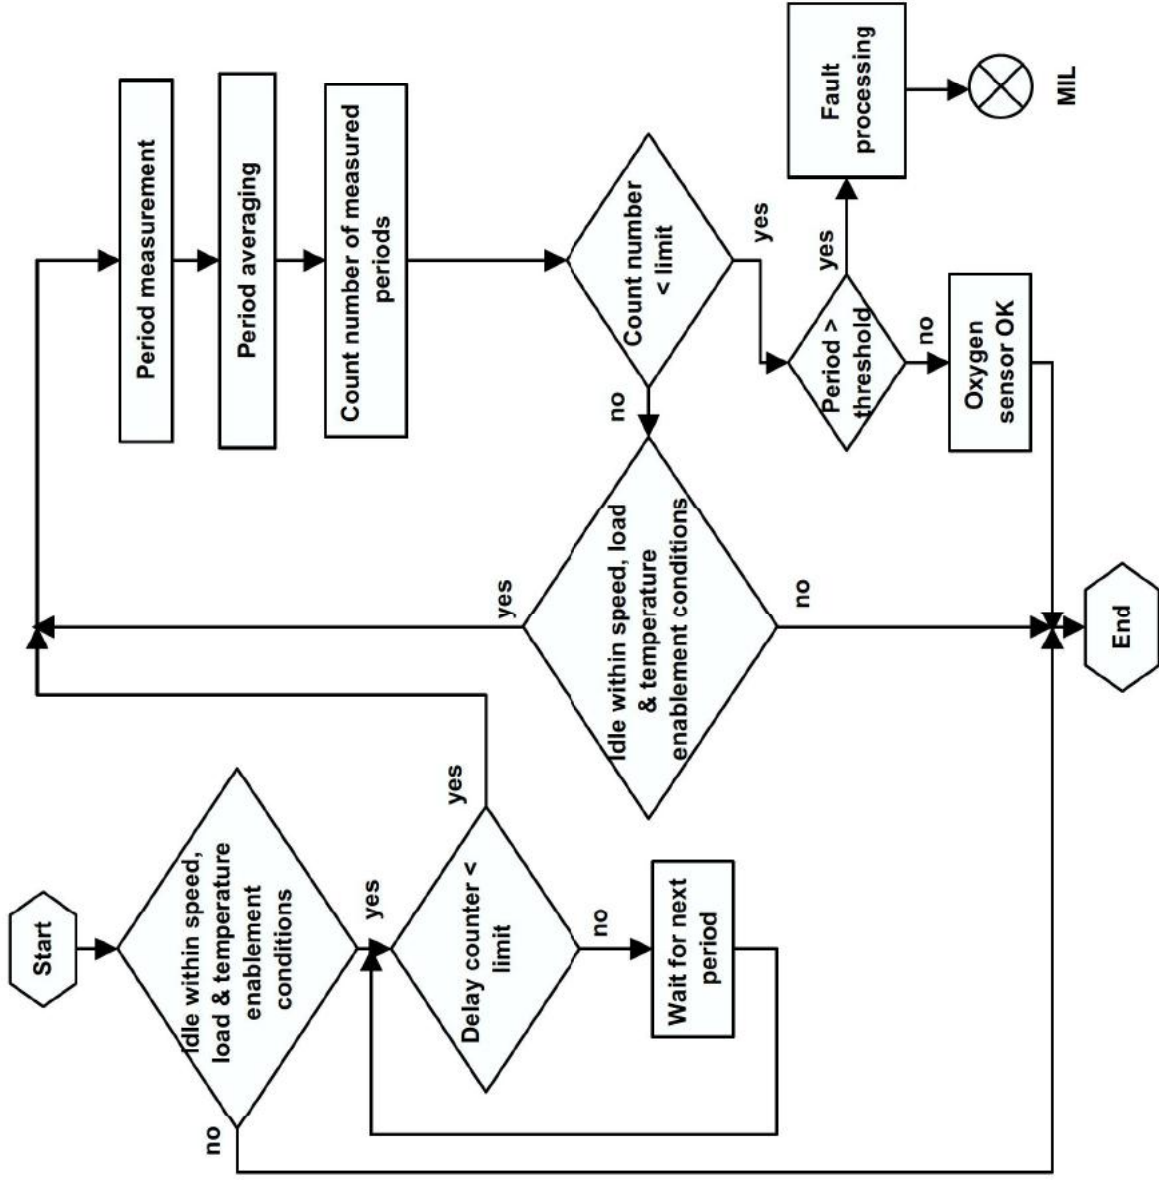 Start
Idle within speed,
load & temperature
enablement
conditions
no
yes
Delay counter <
limit
yes
no
Wait for next
period
Period measurement
Period averaging
Count number of measured
periods
Count number
< limit
no
yes
Idle within speed, load
& temperature
enablement conditions
yes
no
Period >
threshold
yes
no
Fault
processing
MIL
Oxygen
sensor OK
End